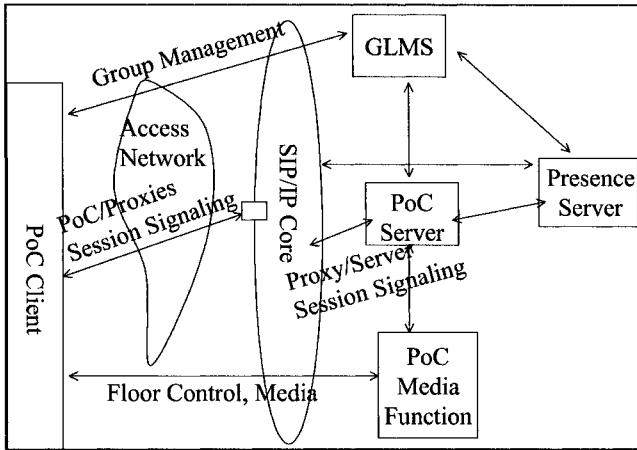 Group Management
GLMS
Access
Network
SIP/IP Core
PoC/Proxies
Session Signaling
PoC Client
PoC
Server
Presence
Server
Proxy/Server
Session Signaling
PoC
Media
Function
Floor Control, Media